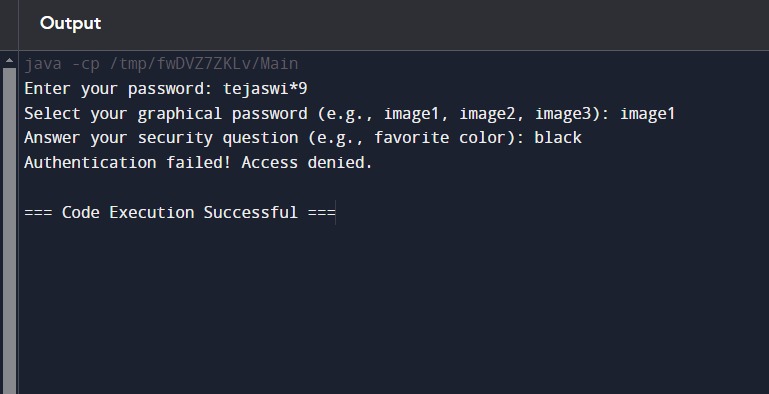 Output
java -cp /tmp/fwDVZ7ZKLv/Main
Enter your password: tejaswi*9
Select your graphical password (e.g., image1, image2, image3): image1
Answer your security question (e.g., favorite color): black
Authentication failed! Access denied.
=== Code Execution Successful ===